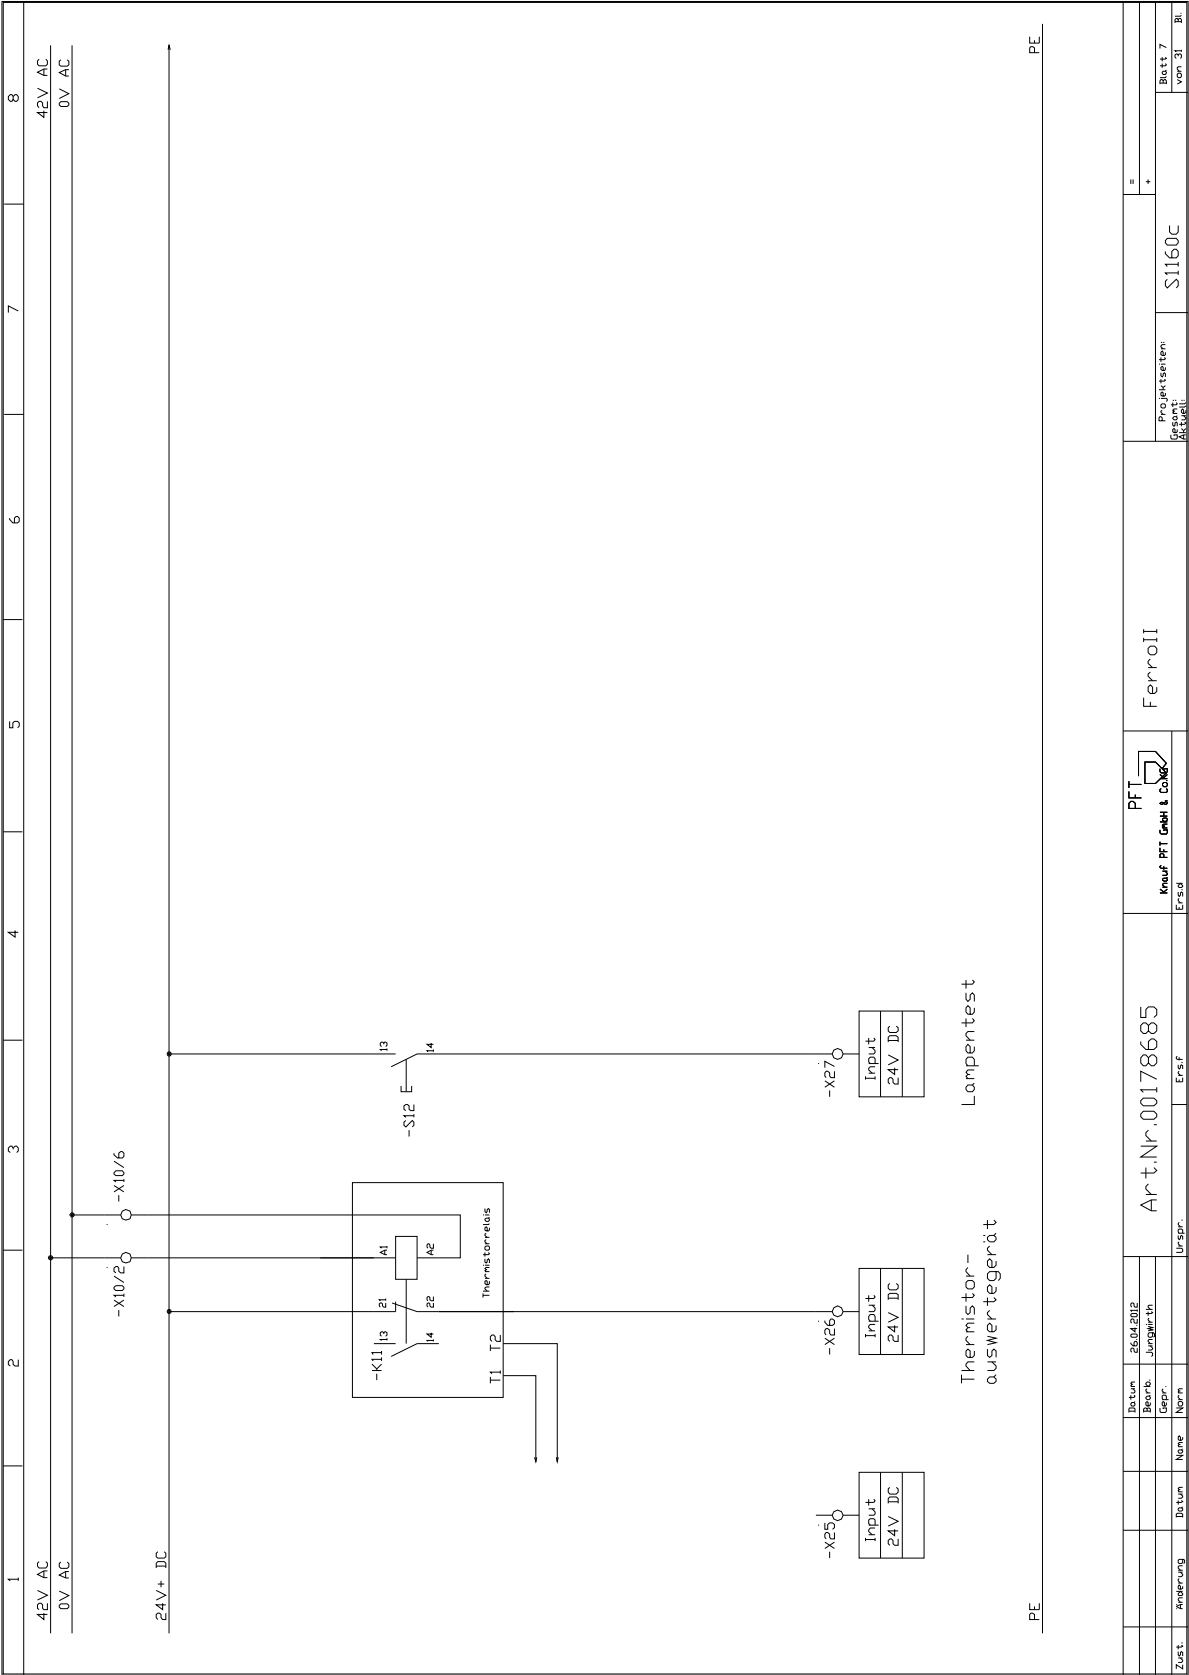 1 2 3 4 5 6 7 8
42V AC 42V AC
0V AC 0V AC
-X10/2 -X10/6
24V+ DC
-K11 13 14
21 22
A1 A2
Thermistorrelais
T1 T2
-S12 13 14
-X25 -X26 -X27
Input Input Input
24V DC 24V DC 24V DC
Thermistor-
auswertegerät
Lampentest
PE PE
Datum 26.04.2012
Bearb. Jungwirth
Gepr.
Zust. Änderung Datum Name Norm
Urspr. Ers.f Ers.d
Art.Nr.00178685
PFT
Knauf PFT GmbH & Co.KG
FerroII
=
+
Projektseiten:
Gesamt:
Aktuell:
S1160c
Blatt 7
von 31 Bl.